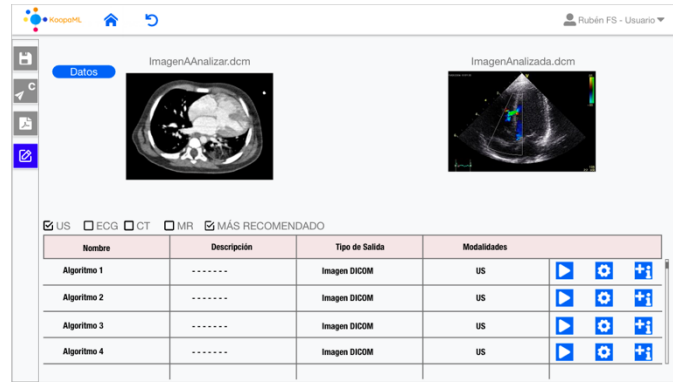 KoopaML
Rubén FS - Usuario
C
Datos
ImagenAAnalizar.dcm
ImagenAnalizada.dcm
US ECG CT MR MÁS RECOMENDADO
Nombre Descripción Tipo de Salida Modalidades
Algoritmo 1 - - - - - - - Imagen DICOM US
Algoritmo 2 - - - - - - - Imagen DICOM US
Algoritmo 3 - - - - - - - Imagen DICOM US
Algoritmo 4 - - - - - - - Imagen DICOM US